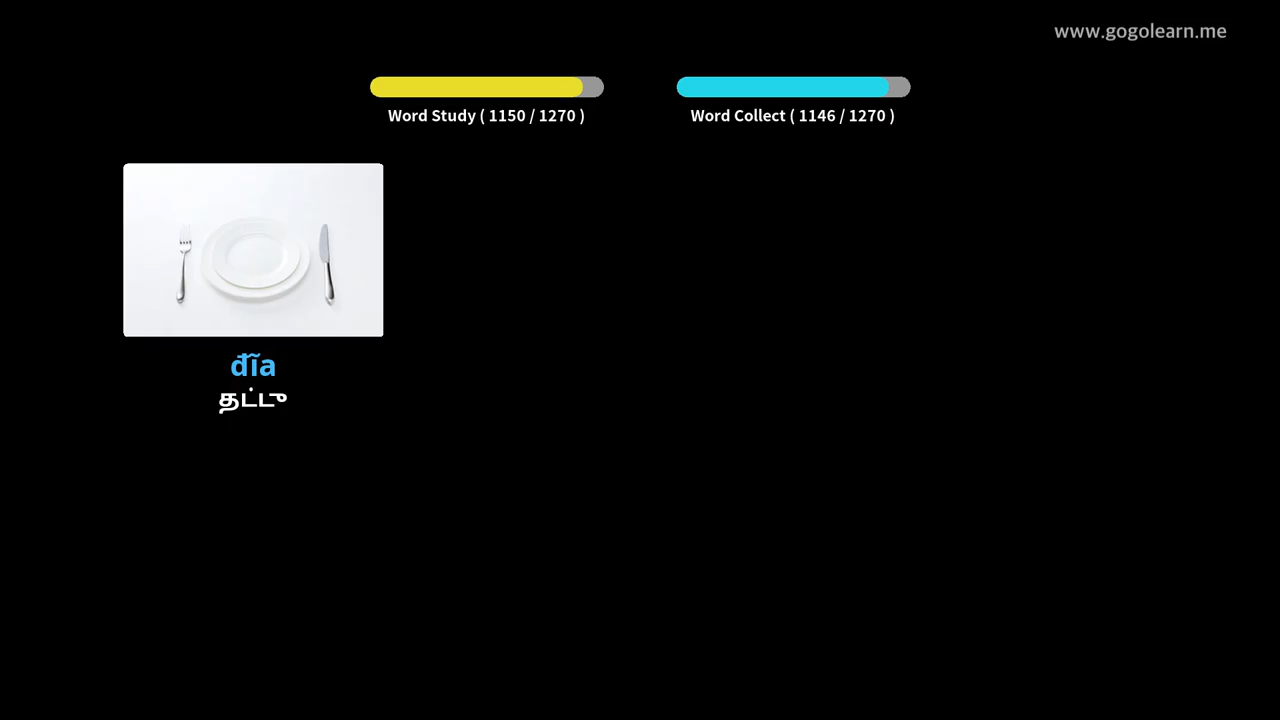 www.gogolearn.me
Word Study ( 1150 / 1270 )
Word Collect ( 1146 / 1270 )
đĩa
தட்டு